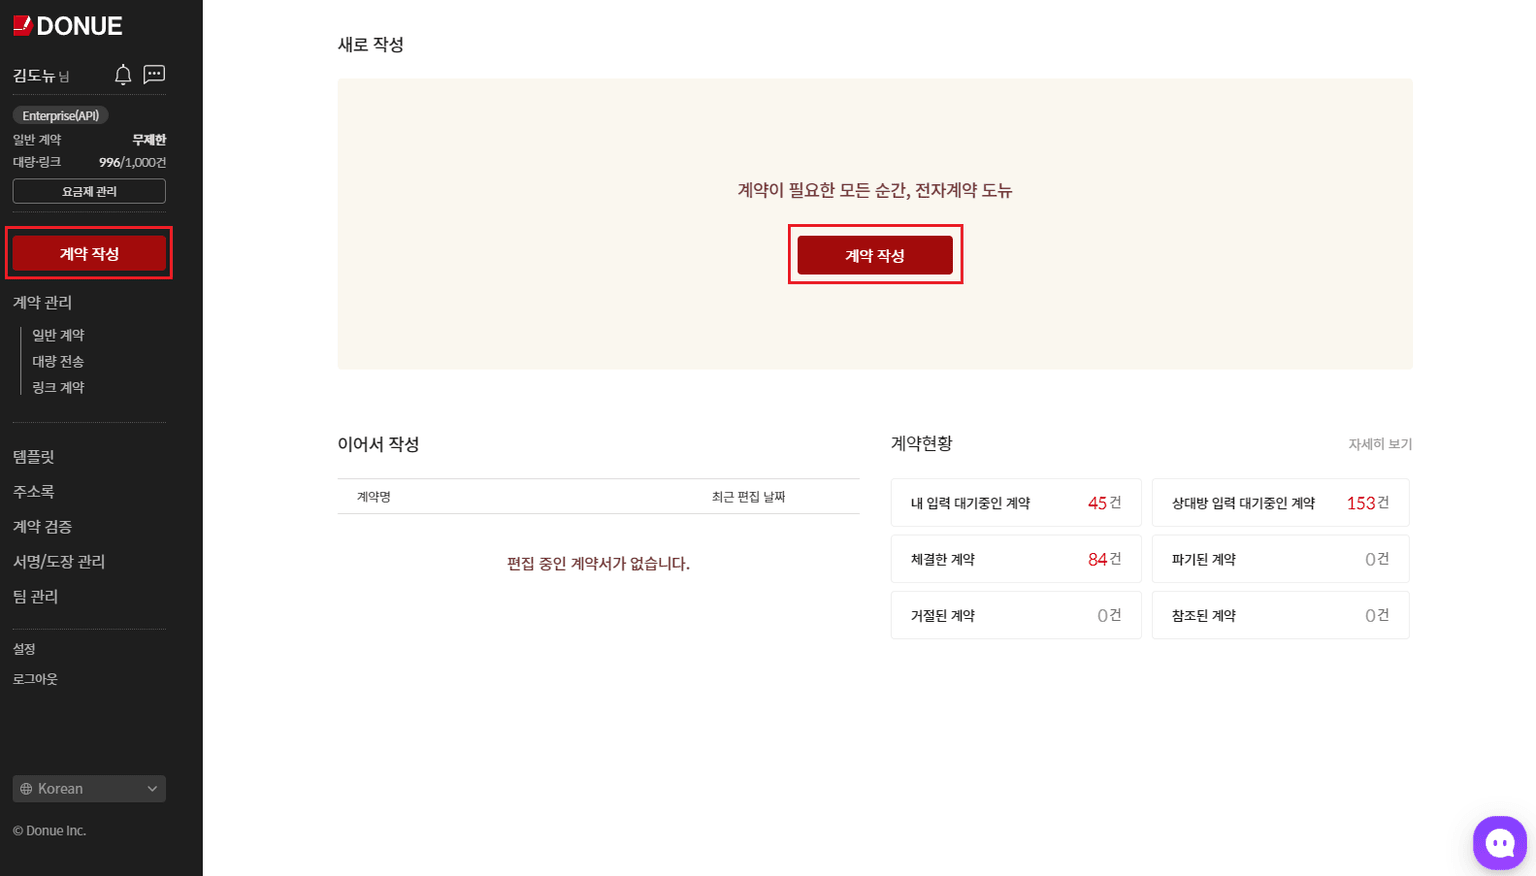 DONUE
김도뉴 님
Enterprise(API)
일반 계약 무제한
대량·링크 996/1,000건
요금제 관리
계약 작성
계약 관리
일반 계약
대량 전송
링크 계약
템플릿
주소록
계약 검증
서명/도장 관리
팀 관리
설정
로그아웃
Korean
© Donue Inc.
새로 작성
계약이 필요한 모든 순간, 전자계약 도뉴
계약 작성
이어서 작성
계약명 최근 편집 날짜
편집 중인 계약서가 없습니다.
계약현황 자세히 보기
내 입력 대기중인 계약 45건
상대방 입력 대기중인 계약 153건
체결한 계약 84건
파기된 계약 0건
거절된 계약 0건
참조된 계약 0건